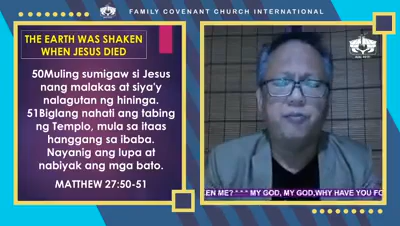 FAMILY COVENANT CHURCH INTERNATIONAL
THE EARTH WAS SHAKEN
WHEN JESUS DIED
50Muling sumigaw si Jesus
nang malakas at siya'y
nalagutan ng hininga.
51Biglang nahati ang tabing
ng Templo, mula sa itaas
hanggang sa ibaba.
Nayanig ang lupa at
nabiyak ang mga bato.
MATTHEW 27:50-51
EN ME? * * * MY GOD, MY GOD,WHY HAVE YOU FO